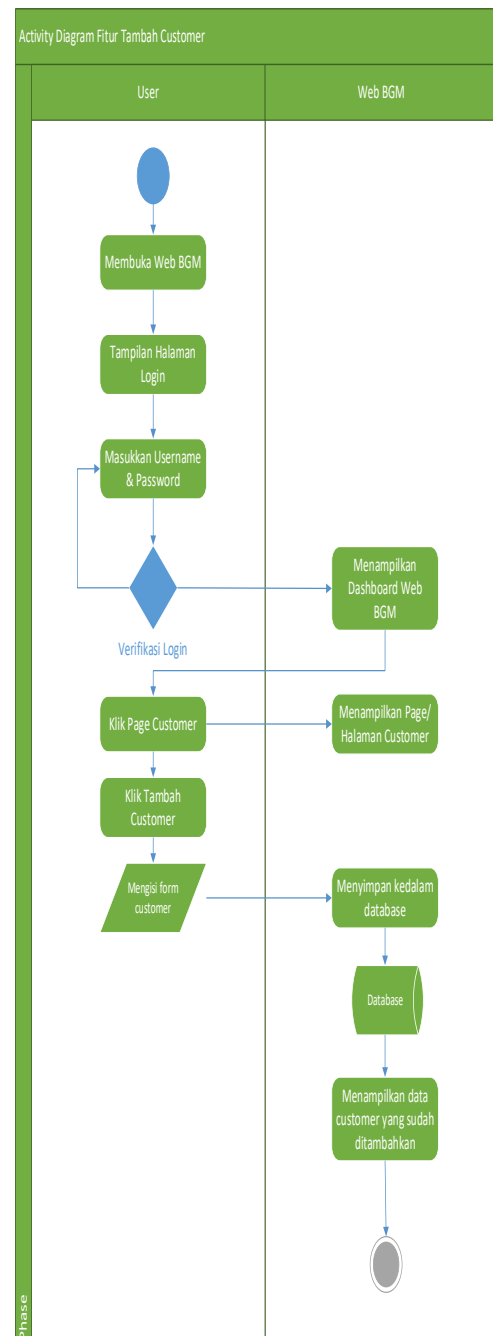 Activity Diagram Fitur Tambah Customer
User
Web BGM
Membuka Web BGM
Tampilan Halaman
Login
Masukkan Username
& Password
Verifikasi Login
Menampilkan
Dashboard Web
BGM
Klik Page Customer
Menampilkan Page/
Halaman Customer
Klik Tambah
Customer
Mengisi form
customer
Menyimpan kedalam
database
Database
Menampilkan data
customer yang sudah
ditambahkan
Phase